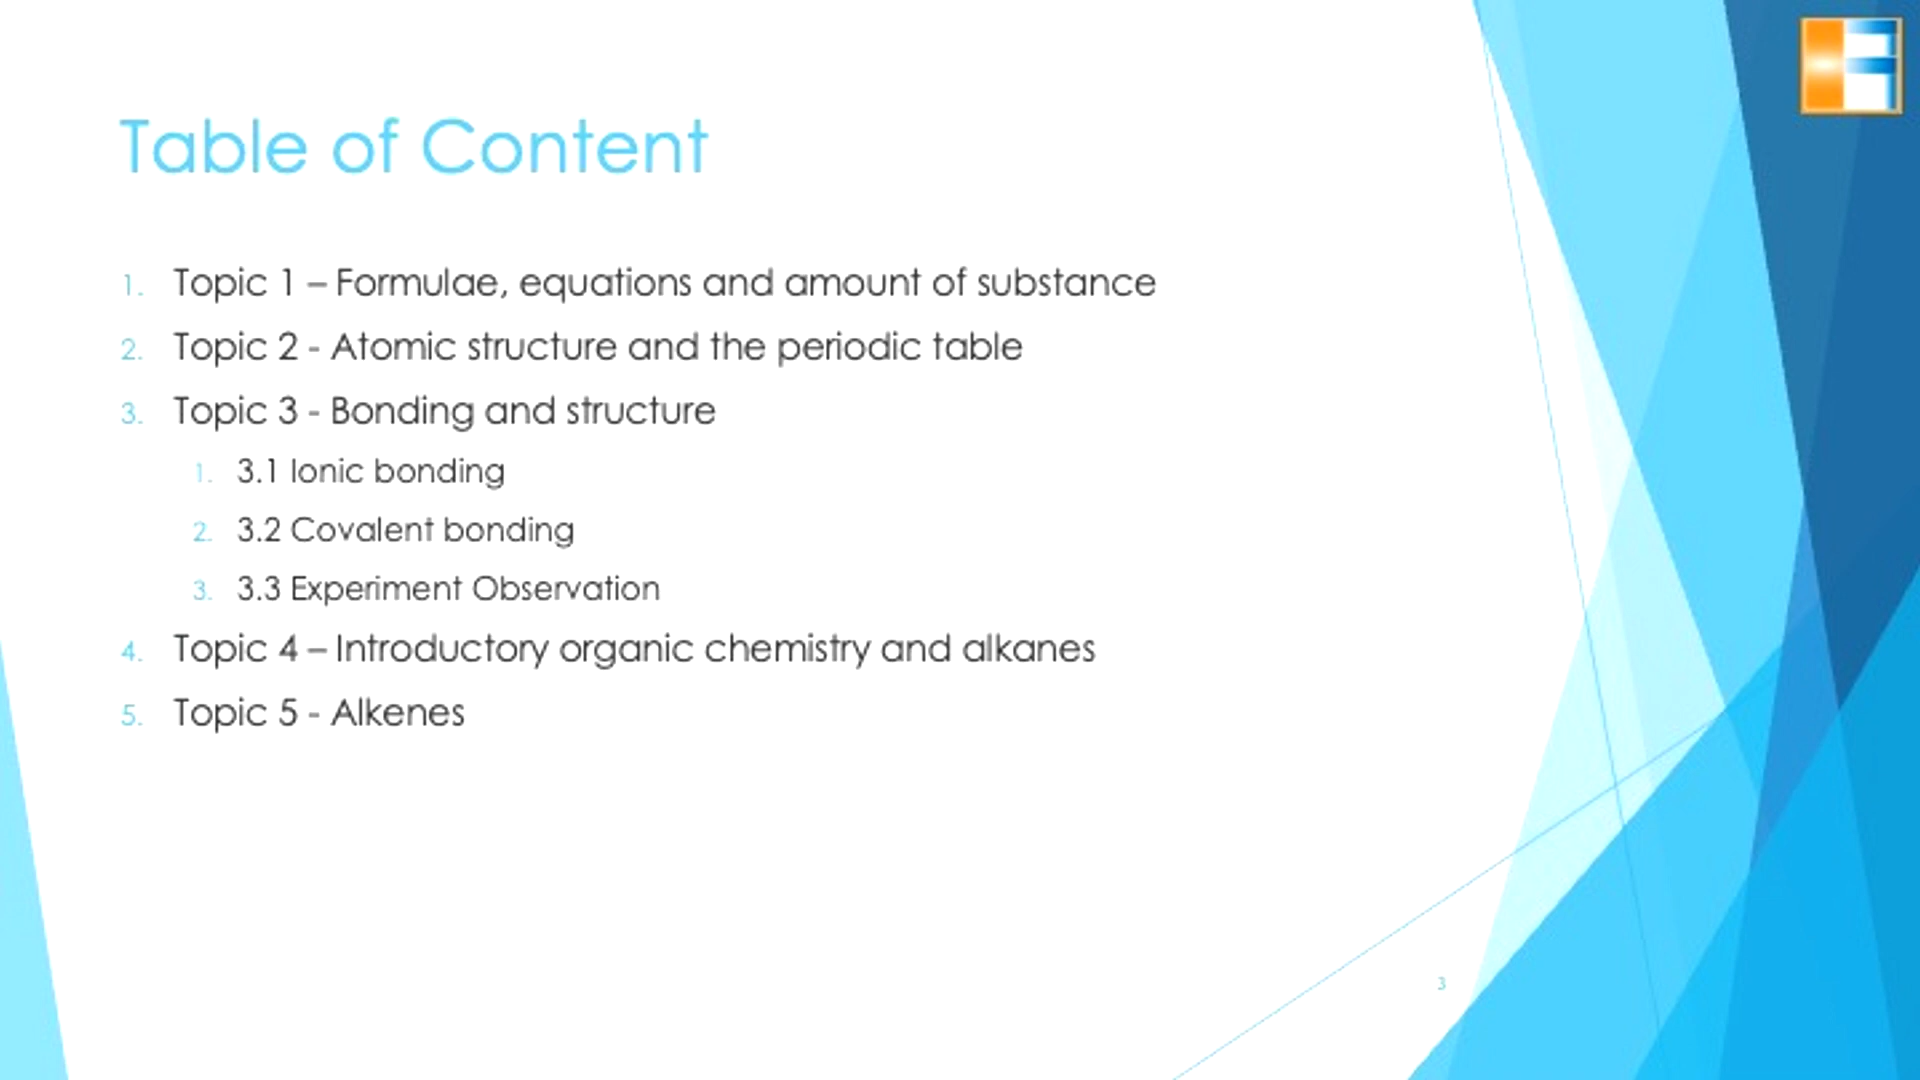 Table of Content
1. Topic 1 – Formulae, equations and amount of substance
2. Topic 2 - Atomic structure and the periodic table
3. Topic 3 - Bonding and structure
1. 3.1 Ionic bonding
2. 3.2 Covalent bonding
3. 3.3 Experiment Observation
4. Topic 4 – Introductory organic chemistry and alkanes
5. Topic 5 - Alkenes
3